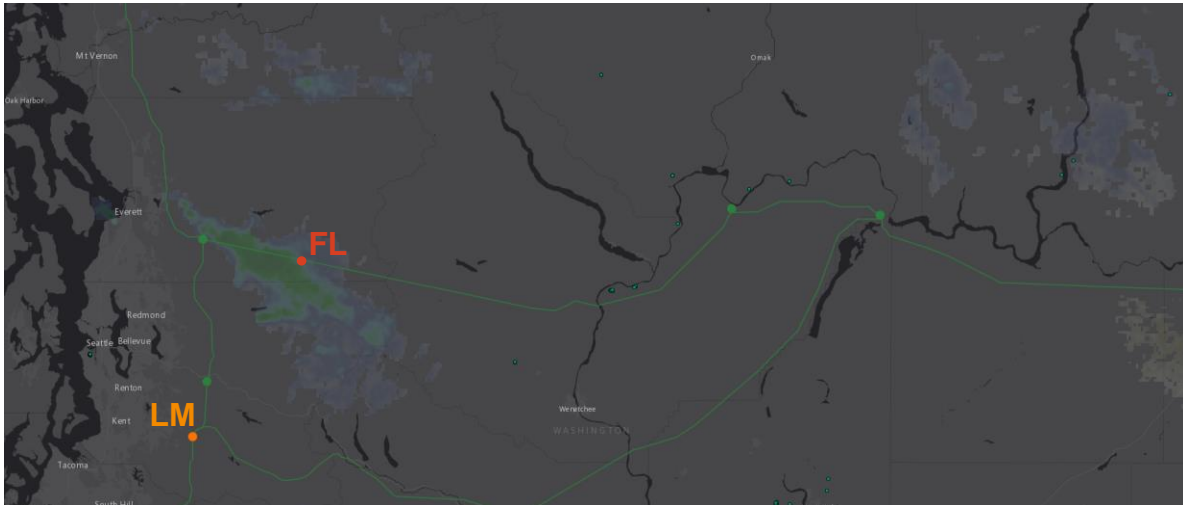 Mt Vernon
Omak
Oak Harbor
Everett
FL
Redmond
Seattle
Bellevue
Renton
LM
Kent
Wenatchee
WASHINGTON
Tacoma
South Hill